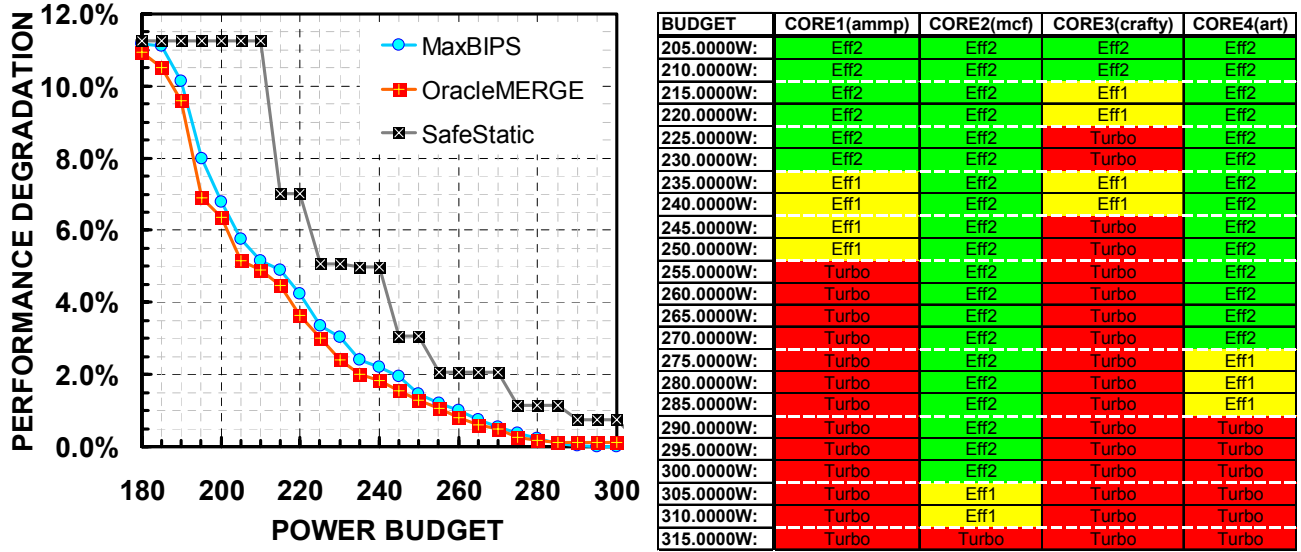 12.0%
10.0%
8.0%
6.0%
4.0%
2.0%
0.0%
PERFORMANCE DEGRADATION
MaxBIPS
OracleMERGE
SafeStatic
180 200 220 240 260 280 300
POWER BUDGET
BUDGET CORE1(ammp) CORE2(mcf) CORE3(crafty) CORE4(art)
205.0000W: Eff2 Eff2 Eff2 Eff2
210.0000W: Eff2 Eff2 Eff2 Eff2
215.0000W: Eff2 Eff2 Eff1 Eff2
220.0000W: Eff2 Eff2 Eff1 Eff2
225.0000W: Eff2 Eff2 Turbo Eff2
230.0000W: Eff2 Eff2 Turbo Eff2
235.0000W: Eff1 Eff2 Eff1 Eff2
240.0000W: Eff1 Eff2 Eff1 Eff2
245.0000W: Eff1 Eff2 Turbo Eff2
250.0000W: Eff1 Eff2 Turbo Eff2
255.0000W: Turbo Eff2 Turbo Eff2
260.0000W: Turbo Eff2 Turbo Eff2
265.0000W: Turbo Eff2 Turbo Eff2
270.0000W: Turbo Eff2 Turbo Eff2
275.0000W: Turbo Eff2 Turbo Eff1
280.0000W: Turbo Eff2 Turbo Eff1
285.0000W: Turbo Eff2 Turbo Eff1
290.0000W: Turbo Eff2 Turbo Turbo
295.0000W: Turbo Eff2 Turbo Turbo
300.0000W: Turbo Eff2 Turbo Turbo
305.0000W: Turbo Eff1 Turbo Turbo
310.0000W: Turbo Eff1 Turbo Turbo
315.0000W: Turbo Turbo Turbo Turbo